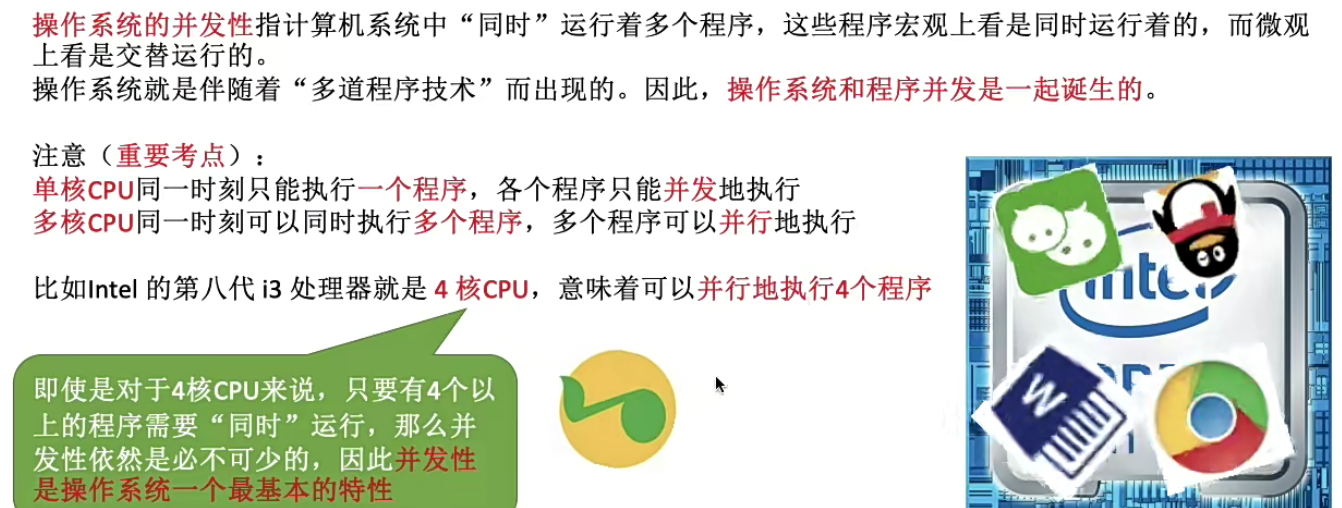 操作系统的并发性指计算机系统中“同时”运行着多个程序，这些程序宏观上看是同时运行着的，而微观
上看是交替运行的。
操作系统就是伴随着“多道程序技术”而出现的。因此，操作系统和程序并发是一起诞生的。
注意（重要考点）：
单核CPU同一时刻只能执行一个程序，各个程序只能并发地执行
多核CPU同一时刻可以同时执行多个程序，多个程序可以并行地执行
比如Intel 的第八代 i3 处理器就是 4 核CPU，意味着可以并行地执行4个程序
即使是对于4核CPU来说，只要有4个以
上的程序需要“同时”运行，那么并
发性依然是必不可少的，因此并发性
是操作系统一个最基本的特性
W